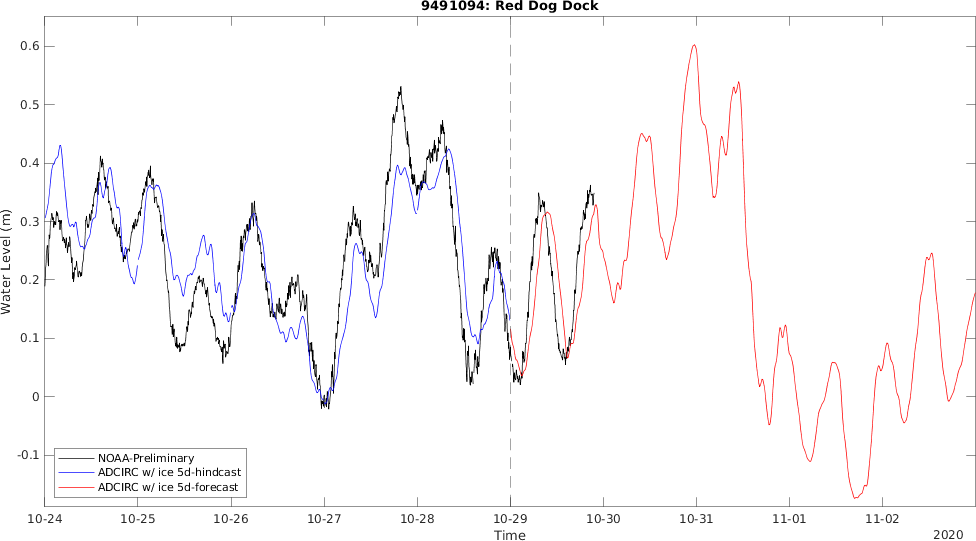 9491094: Red Dog Dock
Water Level (m)
0.6
0.5
0.4
0.3
0.2
0.1
0
-0.1
NOAA-Preliminary
ADCIRC w/ ice 5d-hindcast
ADCIRC w/ ice 5d-forecast
10-24 10-25 10-26 10-27 10-28 10-29 10-30 10-31 11-01 11-02
Time
2020